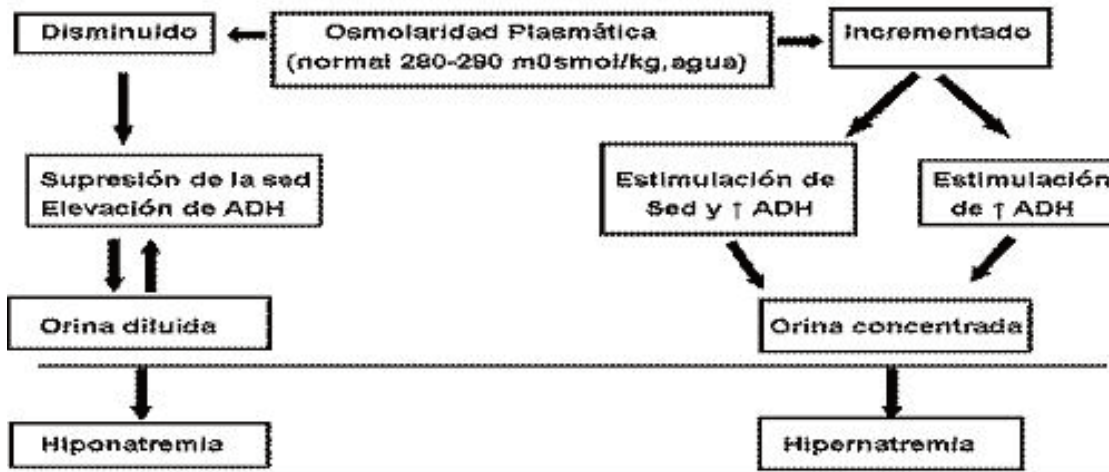 Disminuido
Osmolaridad Plasmática
(normal 280-290 mOsmol/kg,agua)
Incrementado
Supresión de la sed
Elevación de ADH
Estimulación de
Sed y ↑ ADH
Estimulación
de ↑ ADH
Orina diluida
Orina concentrada
Hiponatremia
Hipernatremia